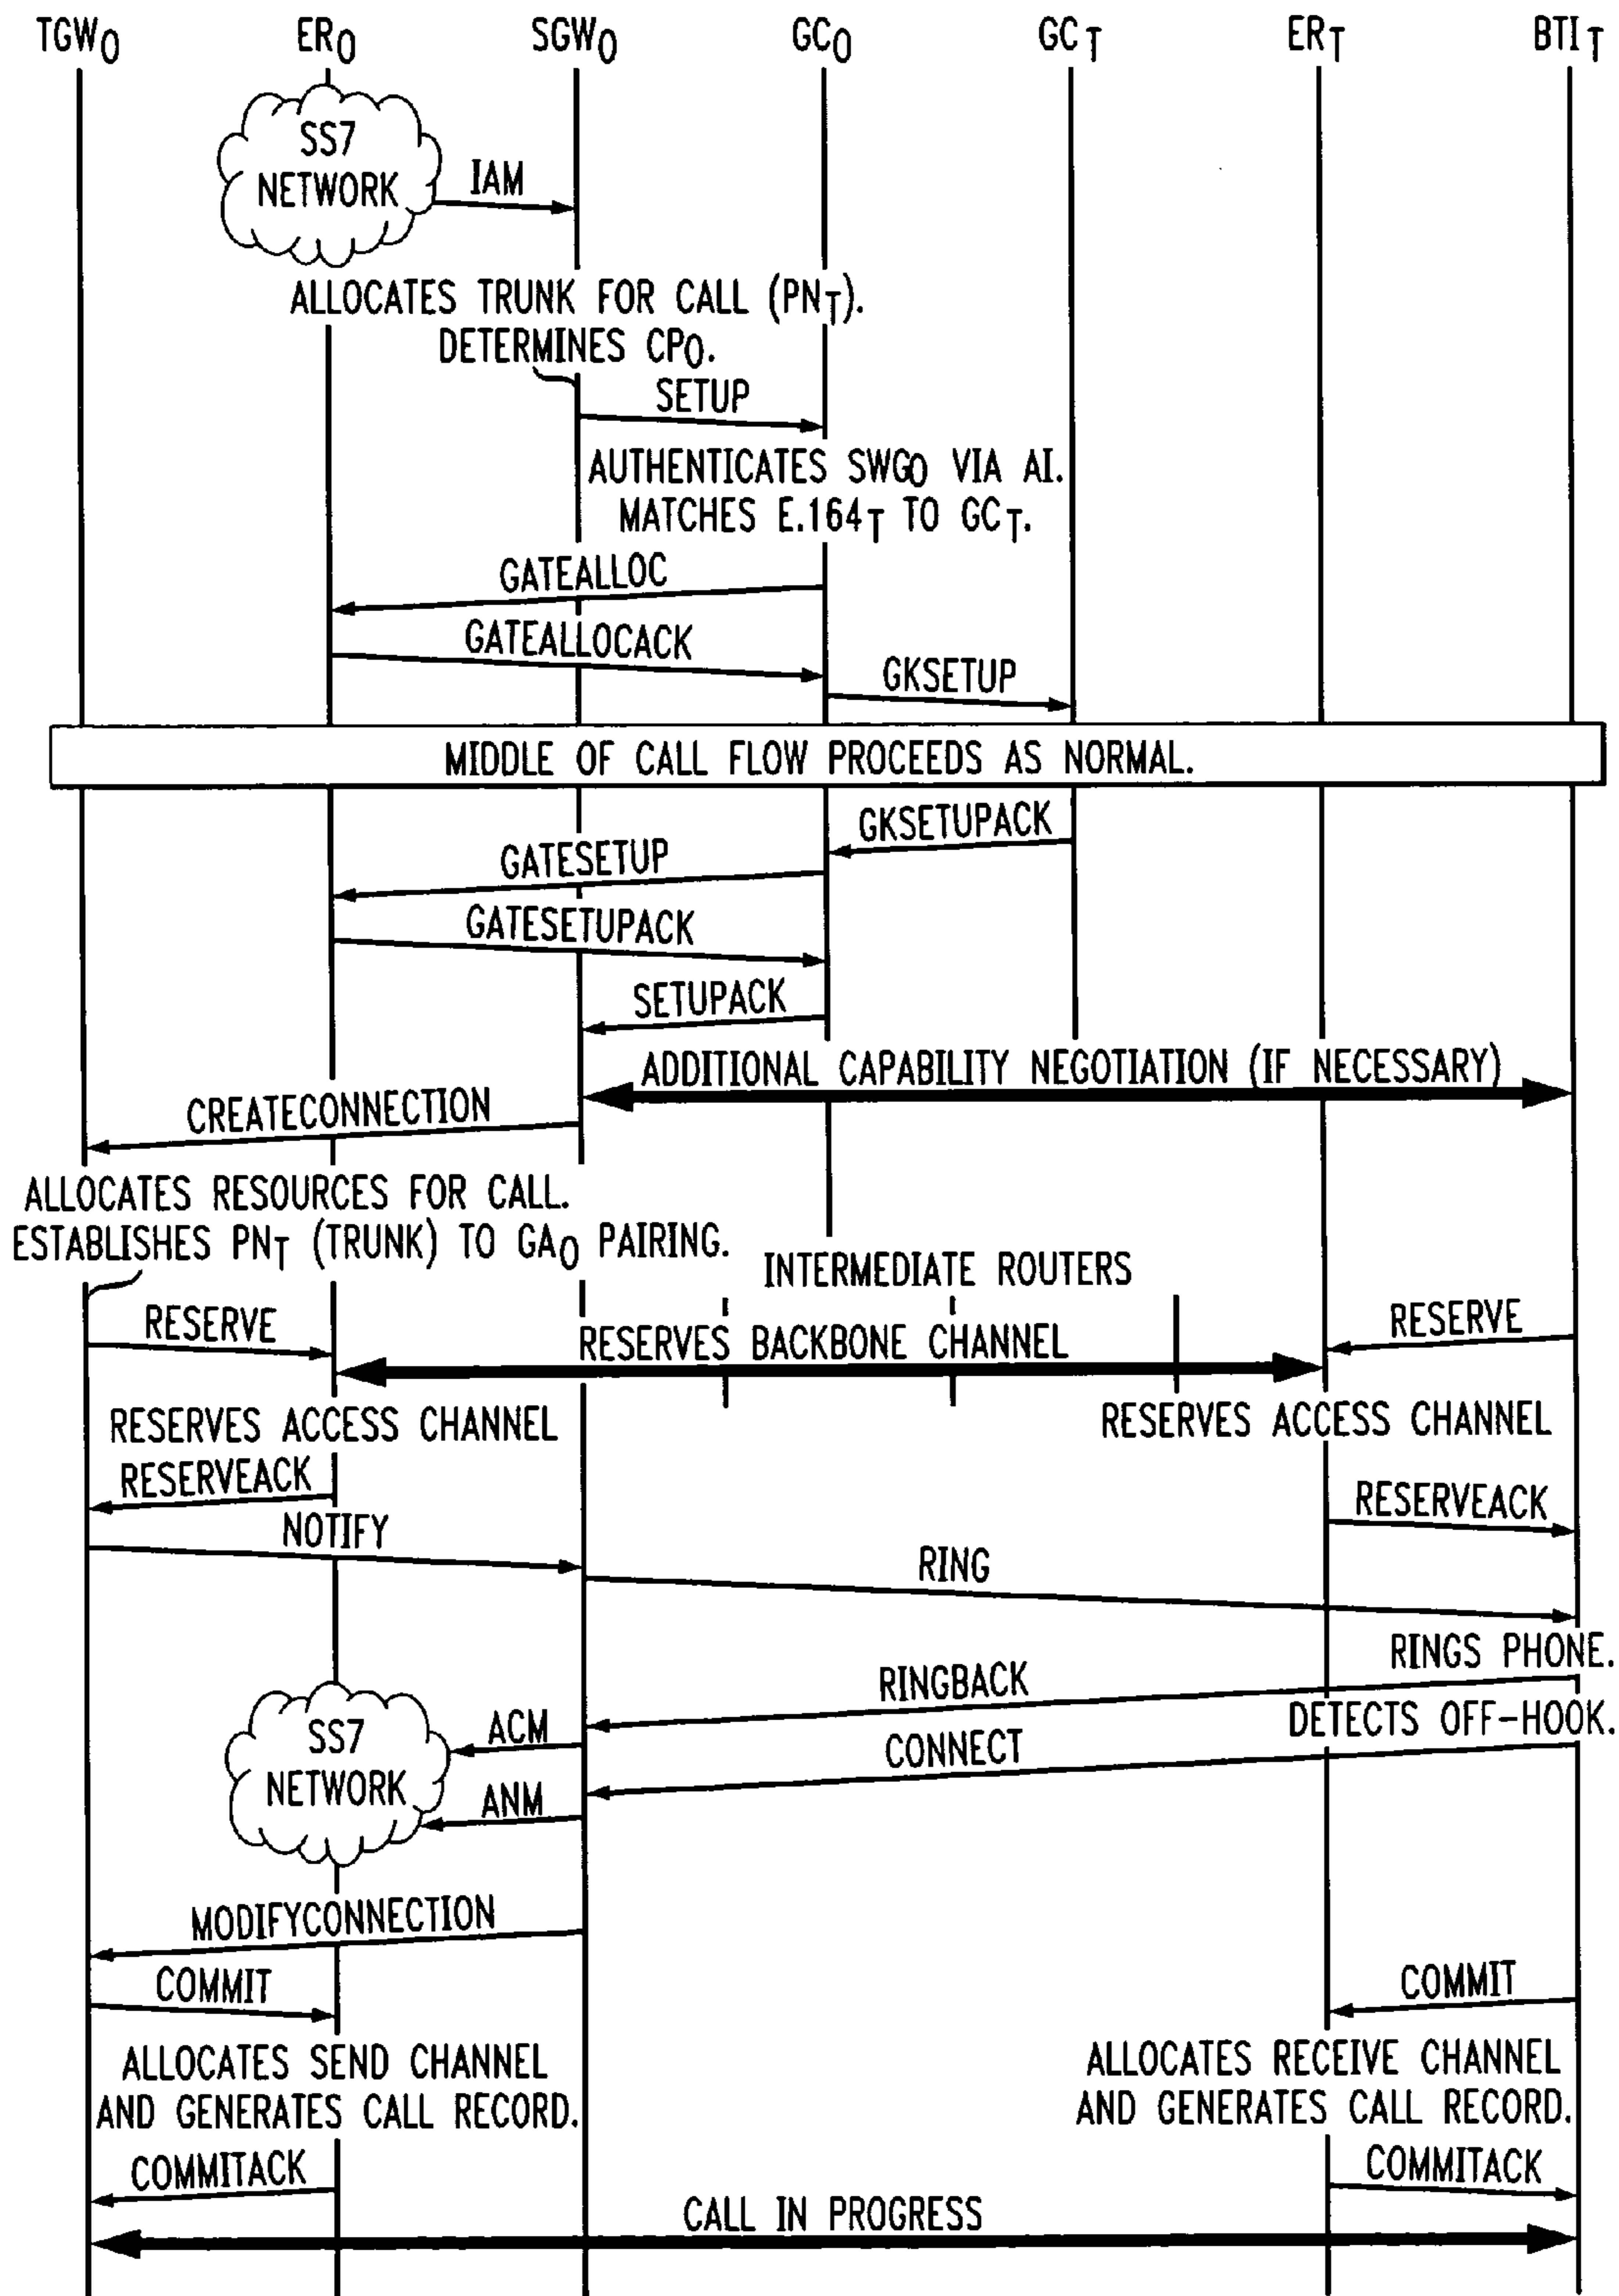 TGWO ERO SGWO GCO GCT ERT BTIT
SS7
NETWORK
IAM
ALLOCATES TRUNK FOR CALL (PNT).
DETERMINES CPO.
SETUP
AUTHENTICATES SWGO VIA AI.
MATCHES E.164T TO GCT.
GATEALLOC
GATEALLOCACK
GKSETUP
MIDDLE OF CALL FLOW PROCEEDS AS NORMAL.
GKSETUPACK
GATESETUP
GATESETUPACK
SETUPACK
ADDITIONAL CAPABILITY NEGOTIATION (IF NECESSARY)
CREATECONNECTION
ALLOCATES RESOURCES FOR CALL.
ESTABLISHES PNT (TRUNK) TO GAO PAIRING.
INTERMEDIATE ROUTERS
RESERVE
RESERVES BACKBONE CHANNEL
RESERVE
RESERVES ACCESS CHANNEL
RESERVES ACCESS CHANNEL
RESERVEACK
RESERVEACK
NOTIFY
RING
RINGS PHONE.
RINGBACK
DETECTS OFF-HOOK.
SS7
NETWORK
ACM
CONNECT
ANM
MODIFYCONNECTION
COMMIT
COMMIT
ALLOCATES SEND CHANNEL
AND GENERATES CALL RECORD.
ALLOCATES RECEIVE CHANNEL
AND GENERATES CALL RECORD.
COMMITACK
COMMITACK
CALL IN PROGRESS